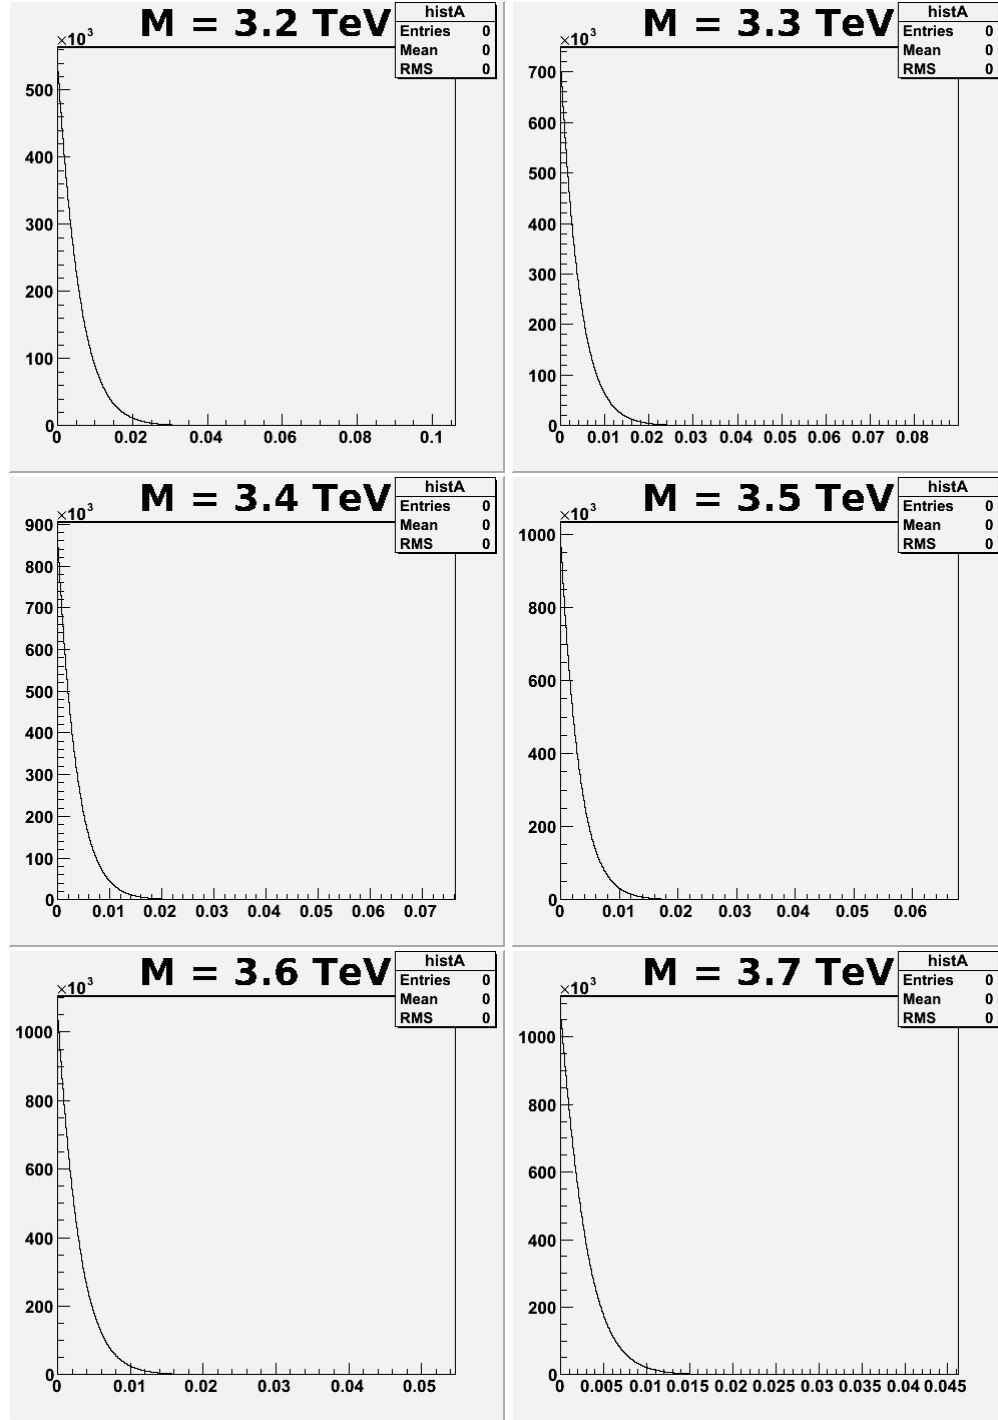 M = 3.2 TeV
histA
Entries 0
Mean 0
RMS 0
×10³
500
400
300
200
100
0
0 0.02 0.04 0.06 0.08 0.1
M = 3.3 TeV
histA
Entries 0
Mean 0
RMS 0
×10³
700
600
500
400
300
200
100
0
0 0.01 0.02 0.03 0.04 0.05 0.06 0.07 0.08
M = 3.4 TeV
histA
Entries 0
Mean 0
RMS 0
×10³
900
800
700
600
500
400
300
200
100
0
0 0.01 0.02 0.03 0.04 0.05 0.06 0.07
M = 3.5 TeV
histA
Entries 0
Mean 0
RMS 0
×10³
1000
800
600
400
200
0
0 0.01 0.02 0.03 0.04 0.05 0.06
M = 3.6 TeV
histA
Entries 0
Mean 0
RMS 0
×10³
1000
800
600
400
200
0
0 0.01 0.02 0.03 0.04 0.05
M = 3.7 TeV
histA
Entries 0
Mean 0
RMS 0
×10³
1000
800
600
400
200
0
0 0.005 0.01 0.015 0.02 0.025 0.03 0.035 0.04 0.045